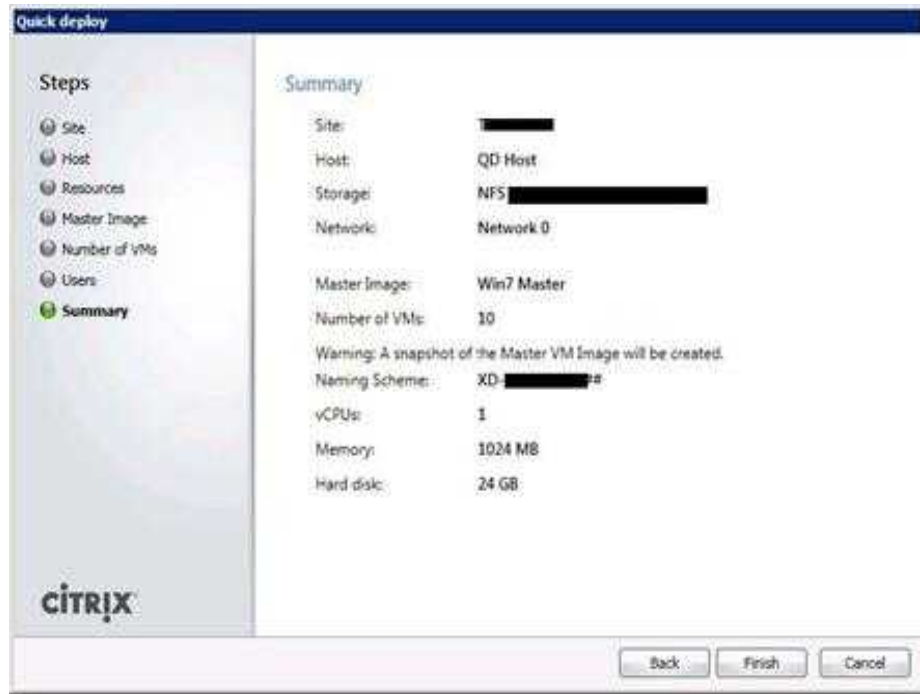 Quick deploy
Steps
Site
Host
Resources
Master Image
Number of VMs
Users
Summary
CITRIX
Summary
Site:
Host: QD Host
Storage: NFS
Network: Network 0
Master Image: Win7 Master
Number of VMs: 10
Warning: A snapshot of the Master VM Image will be created.
Naming Scheme: XD- ##
vCPUs: 1
Memory: 1024 MB
Hard disk: 24 GB
Back Finish Cancel